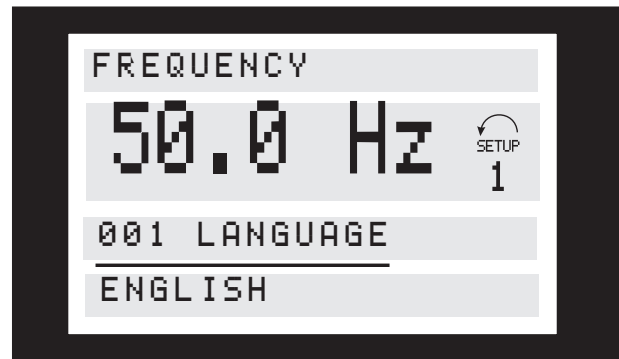 FREQUENCY
50.0 Hz
SETUP
1
001 LANGUAGE
ENGLISH